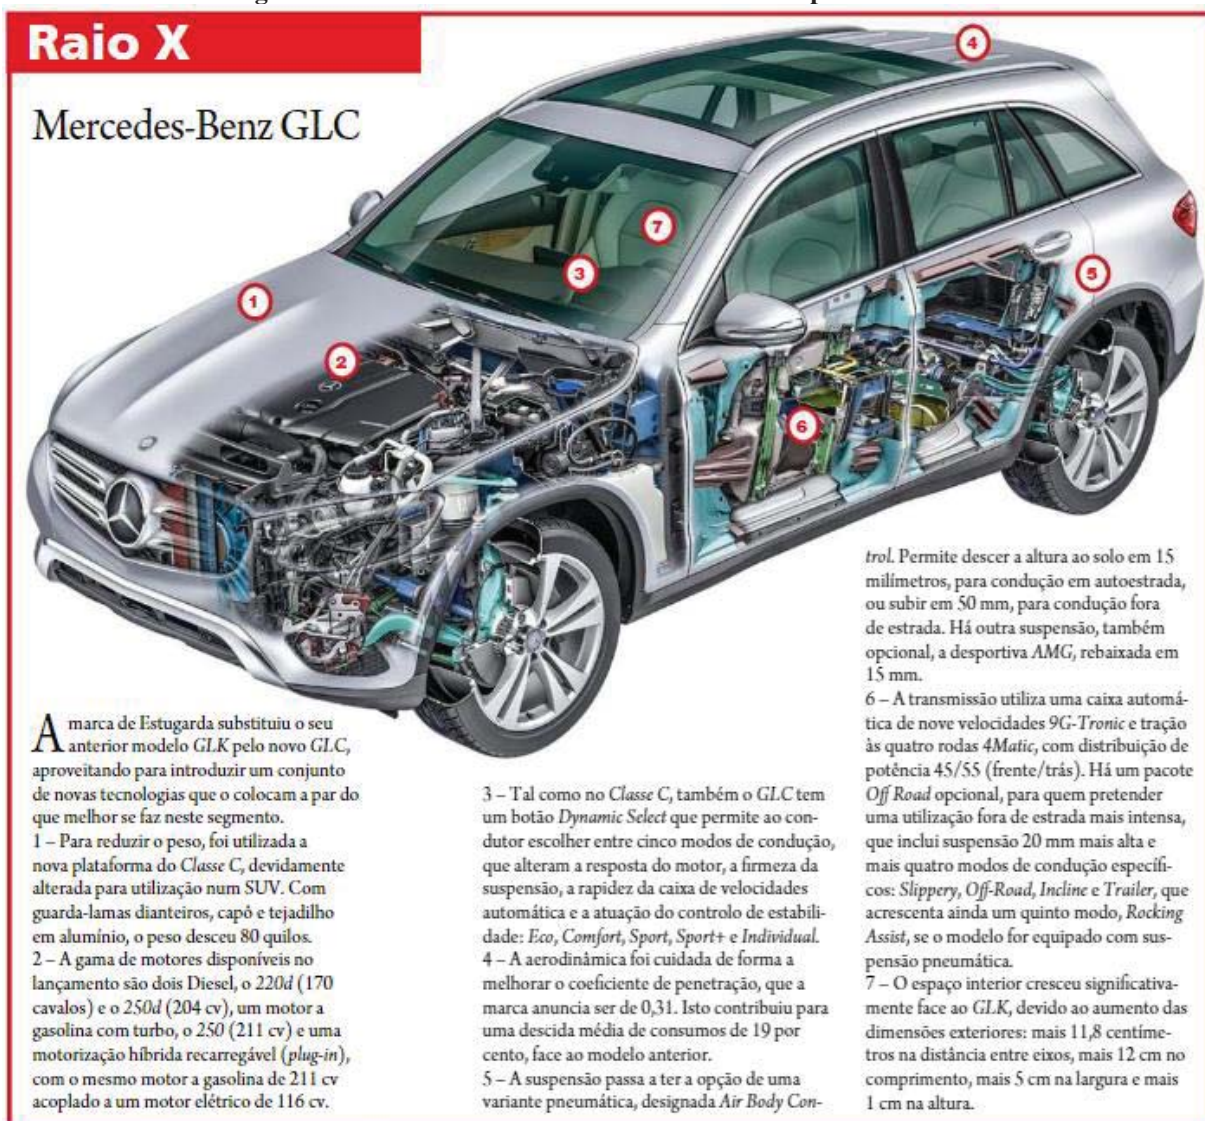 Raio X
Mercedes-Benz GLC
4
7
3
5
1
2
6
A marca de Estugarda substituiu o seu
anterior modelo GLK pelo novo GLC,
aproveitando para introduzir um conjunto
de novas tecnologias que o colocam a par do
que melhor se faz neste segmento.
1 – Para reduzir o peso, foi utilizada a
nova plataforma do Classe C, devidamente
alterada para utilização num SUV. Com
guarda-lamas dianteiros, capô e tejadilho
em alumínio, o peso desceu 80 quilos.
2 – A gama de motores disponíveis no
lançamento são dois Diesel, o 220d (170
cavalos) e o 250d (204 cv), um motor a
gasolina com turbo, o 250 (211 cv) e uma
motorização híbrida recarregável (plug-in),
com o mesmo motor a gasolina de 211 cv
acoplado a um motor elétrico de 116 cv.
3 – Tal como no Classe C, também o GLC tem
um botão Dynamic Select que permite ao con-
dutor escolher entre cinco modos de condução,
que alteram a resposta do motor, a firmeza da
suspensão, a rapidez da caixa de velocidades
automática e a atuação do controlo de estabili-
dade: Eco, Comfort, Sport, Sport+ e Individual.
4 – A aerodinâmica foi cuidada de forma a
melhorar o coeficiente de penetração, que a
marca anuncia ser de 0,31. Isto contribuiu para
uma descida média de consumos de 19 por
cento, face ao modelo anterior.
5 – A suspensão passa a ter a opção de uma
variante pneumática, designada Air Body Con-
trol. Permite descer a altura ao solo em 15
milímetros, para condução em autoestrada,
ou subir em 50 mm, para condução fora
de estrada. Há outra suspensão, também
opcional, a desportiva AMG, rebaixada em
15 mm.
6 – A transmissão utiliza uma caixa automá-
tica de nove velocidades 9G-Tronic e tração
às quatro rodas 4Matic, com distribuição de
potência 45/55 (frente/trás). Há um pacote
Off Road opcional, para quem pretender
uma utilização fora de estrada mais intensa,
que inclui suspensão 20 mm mais alta e
mais quatro modos de condução específi-
cos: Slippery, Off-Road, Incline e Trailer, que
acrescenta ainda um quinto modo, Rocking
Assist, se o modelo for equipado com sus-
pensão pneumática.
7 – O espaço interior cresceu significativa-
mente face ao GLK, devido ao aumento das
dimensões exteriores: mais 11,8 centíme-
tros na distância entre eixos, mais 12 cm no
comprimento, mais 5 cm na largura e mais
1 cm na altura.